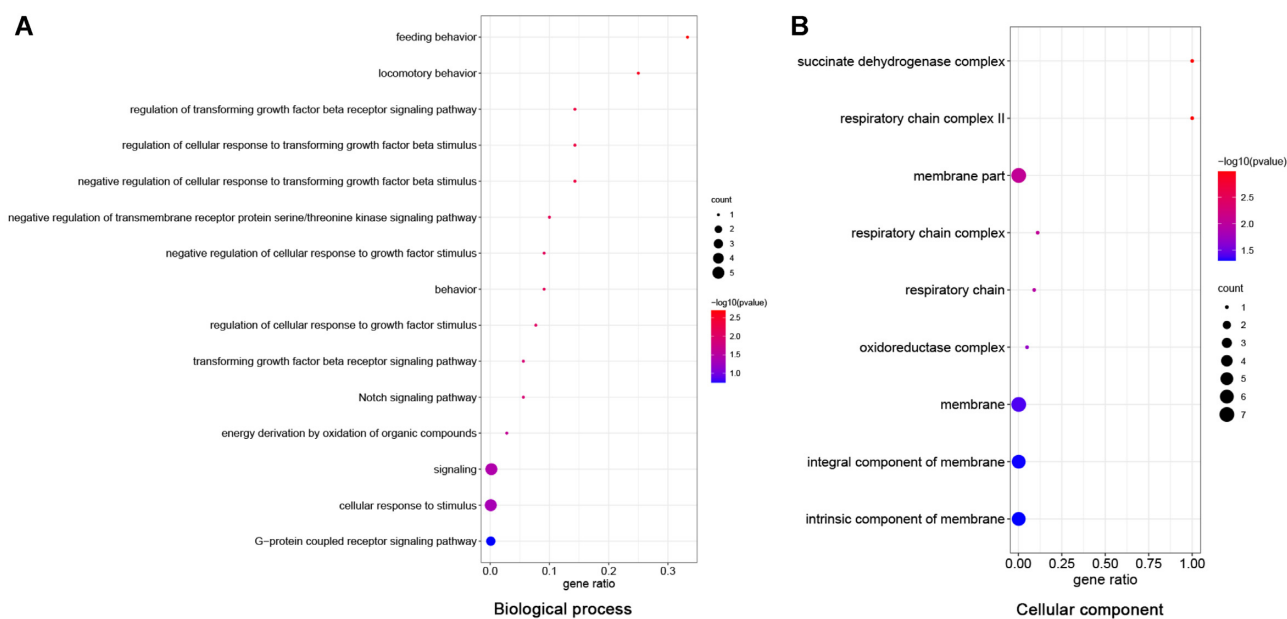 A
feeding behavior
locomotory behavior
regulation of transforming growth factor beta receptor signaling pathway
regulation of cellular response to transforming growth factor beta stimulus
negative regulation of cellular response to transforming growth factor beta stimulus
negative regulation of transmembrane receptor protein serine/threonine kinase signaling pathway
negative regulation of cellular response to growth factor stimulus
behavior
regulation of cellular response to growth factor stimulus
transforming growth factor beta receptor signaling pathway
Notch signaling pathway
energy derivation by oxidation of organic compounds
signaling
cellular response to stimulus
G−protein coupled receptor signaling pathway
0.0 0.1 0.2 0.3
gene ratio
Biological process
count
1
2
3
4
5
−log10(pvalue)
2.5
2.0
1.5
1.0
B
succinate dehydrogenase complex
respiratory chain complex II
membrane part
respiratory chain complex
respiratory chain
oxidoreductase complex
membrane
integral component of membrane
intrinsic component of membrane
0.00 0.25 0.50 0.75 1.00
gene ratio
Cellular component
−log10(pvalue)
2.5
2.0
1.5
count
1
2
3
4
5
6
7